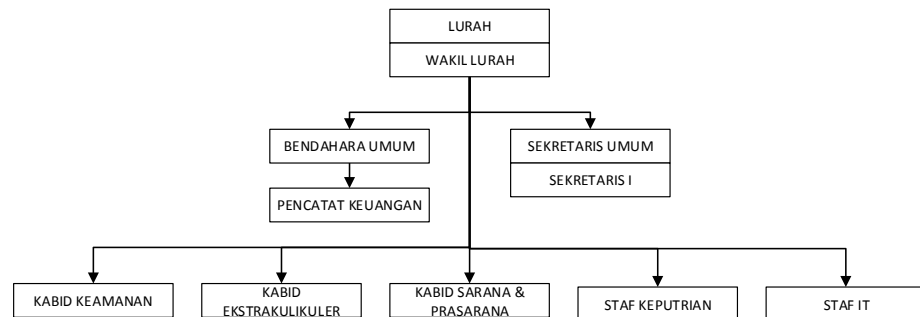 LURAH
WAKIL LURAH
BENDAHARA UMUM
SEKRETARIS UMUM
SEKRETARIS I
PENCATAT KEUANGAN
KABID KEAMANAN
KABID
EKSTRAKULIKULER
KABID SARANA &
PRASARANA
STAF KEPUTRIAN
STAF IT